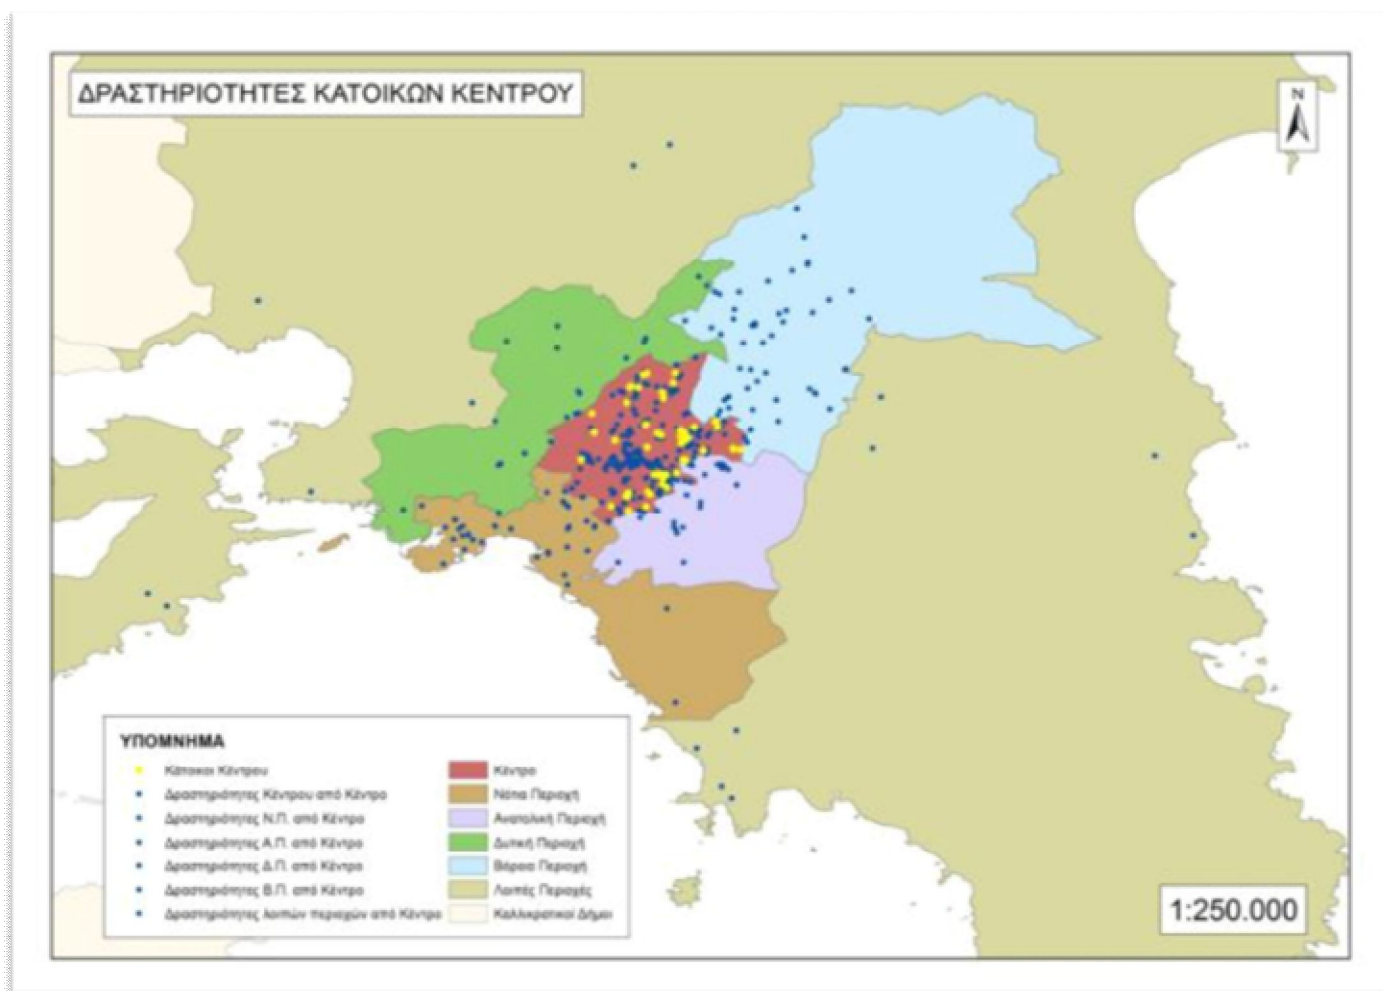 ΔΡΑΣΤΗΡΙΟΤΗΤΕΣ ΚΑΤΟΙΚΩΝ ΚΕΝΤΡΟΥ
N
ΥΠΟΜΝΗΜΑ
Κάτοικοι Κέντρου
Δραστηριότητες Κέντρου από Κέντρο
Δραστηριότητες Ν.Π. από Κέντρο
Δραστηριότητες Α.Π. από Κέντρο
Δραστηριότητες Δ.Π. από Κέντρο
Δραστηριότητες Β.Π. από Κέντρο
Δραστηριότητες λοιπών περιοχών από Κέντρο
Κέντρο
Νότια Περιοχή
Ανατολική Περιοχή
Δυτική Περιοχή
Βόρεια Περιοχή
Λοιπές Περιοχές
Καλλικρατικοί Δήμοι
1:250.000